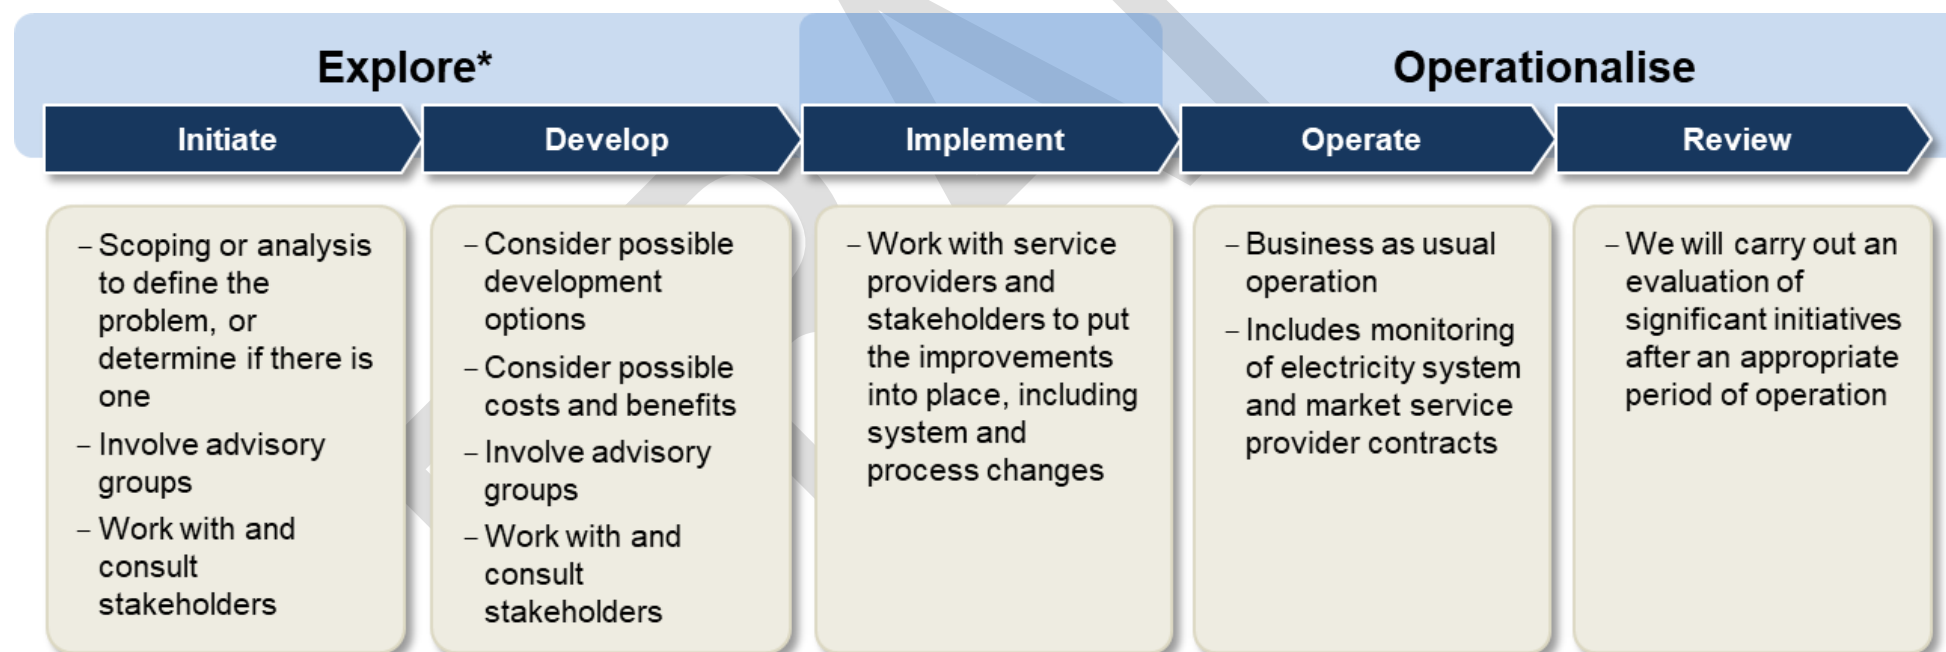 Explore*
Operationalise
Initiate
Develop
Implement
Operate
Review
– Scoping or analysis
to define the
problem, or
determine if there is
one
– Involve advisory
groups
– Work with and
consult
stakeholders
– Consider possible
development
options
– Consider possible
costs and benefits
– Involve advisory
groups
– Work with and
consult
stakeholders
– Work with service
providers and
stakeholders to put
the improvements
into place, including
system and
process changes
– Business as usual
operation
– Includes monitoring
of electricity system
and market service
provider contracts
– We will carry out an
evaluation of
significant initiatives
after an appropriate
period of operation